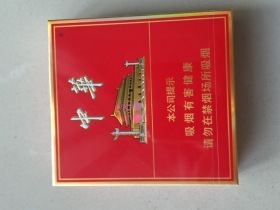 中華
本公司提示
吸烟有害健康
请勿在禁烟场所吸烟